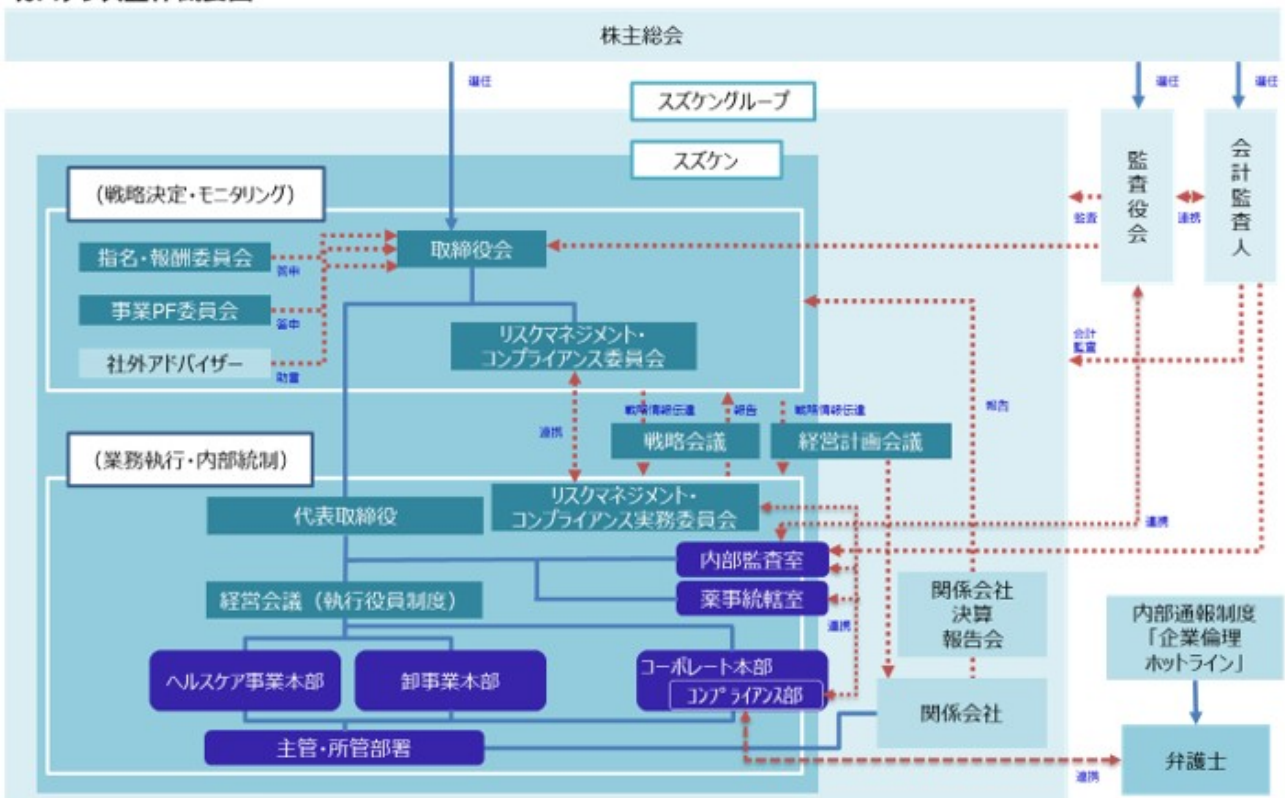 株主総会
選任
選任
選任
スズケングループ
スズケン
(戦略決定・モニタリング)
監査役会
会計監査人
指名・報酬委員会
取締役会
答申
監査
連携
事業PF委員会
答申
リスクマネジメント・
コンプライアンス委員会
社外アドバイザー
助言
会計
監査
戦略情報伝達
報告
戦略情報伝達
報告
連携
戦略会議
経営計画会議
(業務執行・内部統制)
代表取締役
リスクマネジメント・
コンプライアンス実務委員会
連携
内部監査室
経営会議(執行役員制度)
薬事統轄室
連携
関係会社
決算
報告会
内部通報制度
「企業倫理
ホットライン」
ヘルスケア事業本部
卸事業本部
コーポレート本部
コンプライアンス部
関係会社
主管・所管部署
弁護士
連携